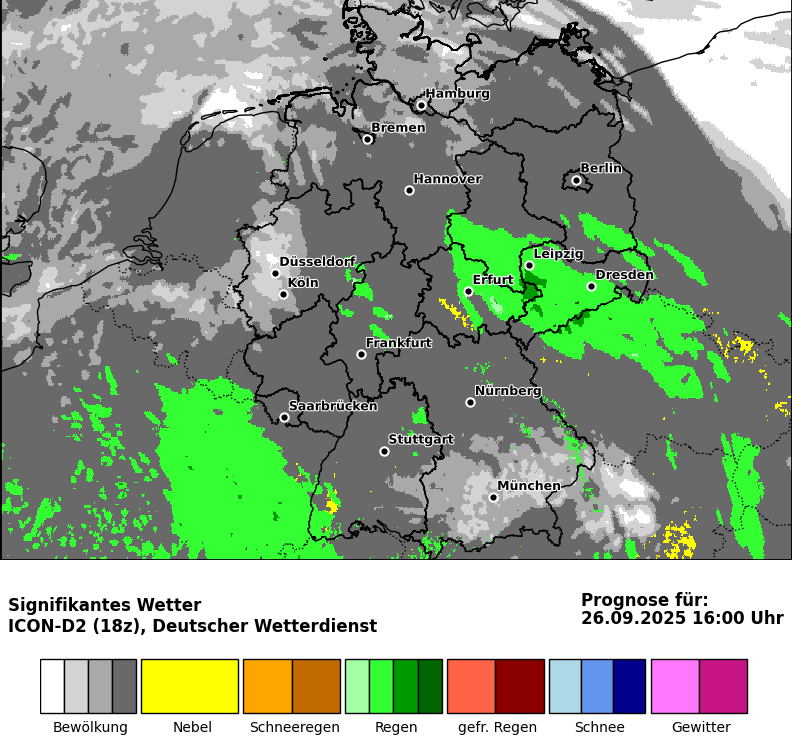 Hamburg
Bremen
Hannover
Berlin
Düsseldorf
Köln
Leipzig
Erfurt
Dresden
Frankfurt
Saarbrücken
Nürnberg
Stuttgart
München
Signifikantes Wetter
ICON-D2 (18z), Deutscher Wetterdienst
Prognose für:
26.09.2025 16:00 Uhr
Bewölkung Nebel Schneeregen Regen gefr. Regen Schnee Gewitter